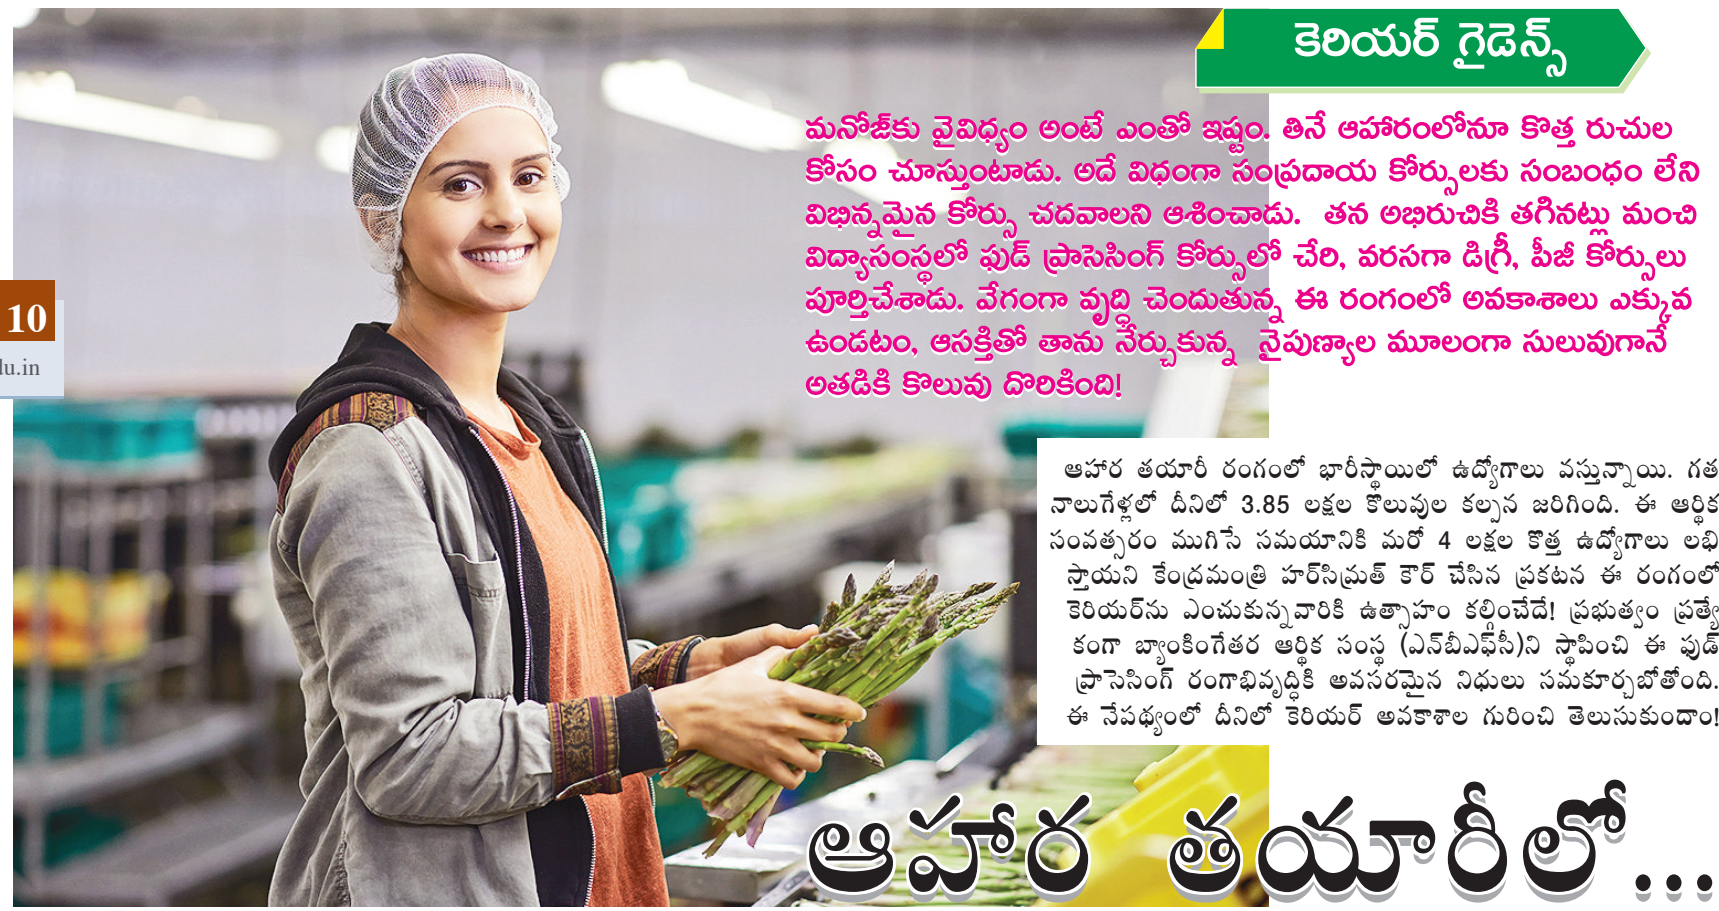 కెరియర్ గైడెన్స్
మనోజ్‌కు వైవిధ్యం అంటే ఎంతో ఇష్టం. తినే ఆహారంలోనూ కొత్త రుచుల
కోసం చూస్తుంటాడు. అదే విధంగా సంప్రదాయ కోర్సులకు సంబంధం లేని
విభిన్నమైన కోర్సు చదవాలని ఆశించాడు. తన అభిరుచికి తగినట్లు మంచి
విద్యాసంస్థలో ఫుడ్ ప్రాసెసింగ్ కోర్సులో చేరి, వరసగా డిగ్రీ, పీజీ కోర్సులు
పూర్తిచేశాడు. వేగంగా వృద్ధి చెందుతున్న ఈ రంగంలో అవకాశాలు ఎక్కువ
ఉండటం, ఆసక్తితో తాను నేర్చుకున్న నైపుణ్యాల మూలంగా సులువుగానే
అతడికి కొలువు దొరికింది!
10
du.in
ఆహార తయారీ రంగంలో భారీస్థాయిలో ఉద్యోగాలు వస్తున్నాయి. గత
నాలుగేళ్లలో దీనిలో 3.85 లక్షల కొలువుల కల్పన జరిగింది. ఈ ఆర్థిక
సంవత్సరం ముగిసే సమయానికి మరో 4 లక్షల కొత్త ఉద్యోగాలు లభి
స్తాయని కేంద్రమంత్రి హర్‌సిమ్రత్ కౌర్ చేసిన ప్రకటన ఈ రంగంలో
కెరియర్‌ను ఎంచుకున్నవారికి ఉత్సాహం కల్గించేదే! ప్రభుత్వం ప్రత్యే
కంగా బ్యాంకింగేతర ఆర్థిక సంస్థ (ఎన్‌బీఎఫ్‌సీ)ని స్థాపించి ఈ ఫుడ్
ప్రాసెసింగ్ రంగాభివృద్ధికి అవసరమైన నిధులు సమకూర్చబోతోంది.
ఈ నేపథ్యంలో దీనిలో కెరియర్ అవకాశాల గురించి తెలుసుకుందాం!
ఆహార తయారీలో...